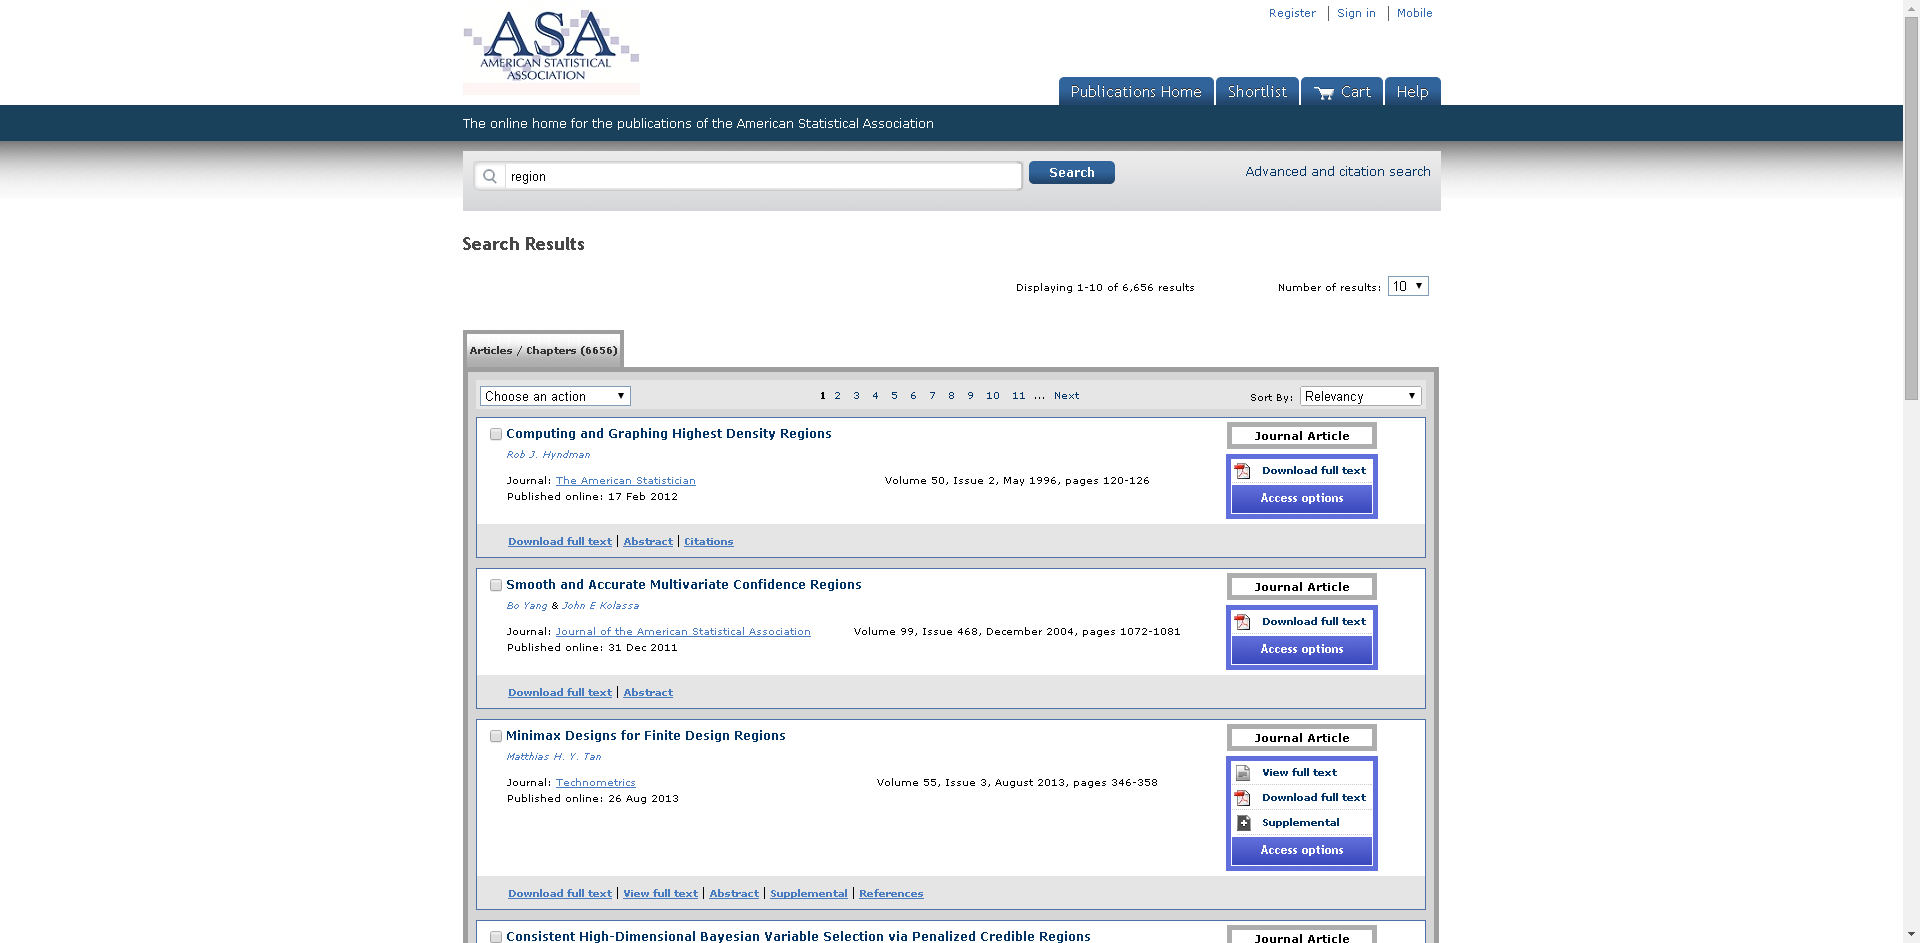 Register Sign in Mobile
ASA
AMERICAN STATISTICAL
ASSOCIATION
Publications Home Shortlist Cart Help
The online home for the publications of the American Statistical Association
region Search Advanced and citation search
Search Results
Displaying 1-10 of 6,656 results Number of results: 10
Articles / Chapters (6656)
Choose an action 1 2 3 4 5 6 7 8 9 10 11 ... Next Sort By: Relevancy
Computing and Graphing Highest Density Regions Journal Article
Rob J. Hyndman
Download full text
Journal: The American Statistician Volume 50, Issue 2, May 1996, pages 120-126
Published online: 17 Feb 2012 Access options
Download full text | Abstract | Citations
Smooth and Accurate Multivariate Confidence Regions Journal Article
Bo Yang & John E Kolassa
Download full text
Journal: Journal of the American Statistical Association Volume 99, Issue 468, December 2004, pages 1072-1081
Published online: 31 Dec 2011 Access options
Download full text | Abstract
Minimax Designs for Finite Design Regions Journal Article
Matthias H. Y. Tan
View full text
Journal: Technometrics Volume 55, Issue 3, August 2013, pages 346-358
Published online: 26 Aug 2013 Download full text
Supplemental
Access options
Download full text | View full text | Abstract | Supplemental | References
Consistent High-Dimensional Bayesian Variable Selection via Penalized Credible Regions Journal Article